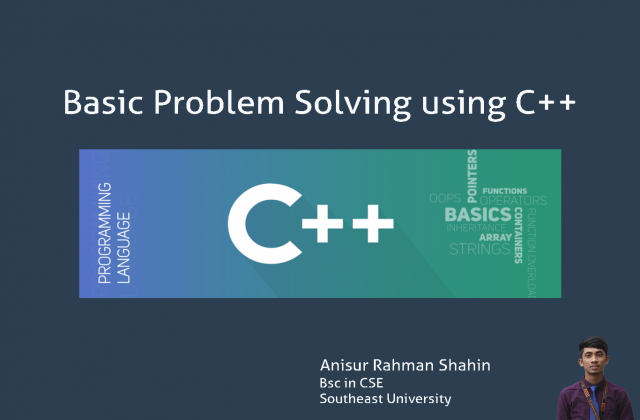 Basic Problem Solving using C++
PROGRAMMING
LANGUAGE
C++
POINTERS
OOPS
FUNCTIONS
OPERATORS
BASICS
INHERITANCE
ARRAY
STRINGS
CONTAINERS
FUNCTION OVERLOA
Anisur Rahman Shahin
Bsc in CSE
Southeast University